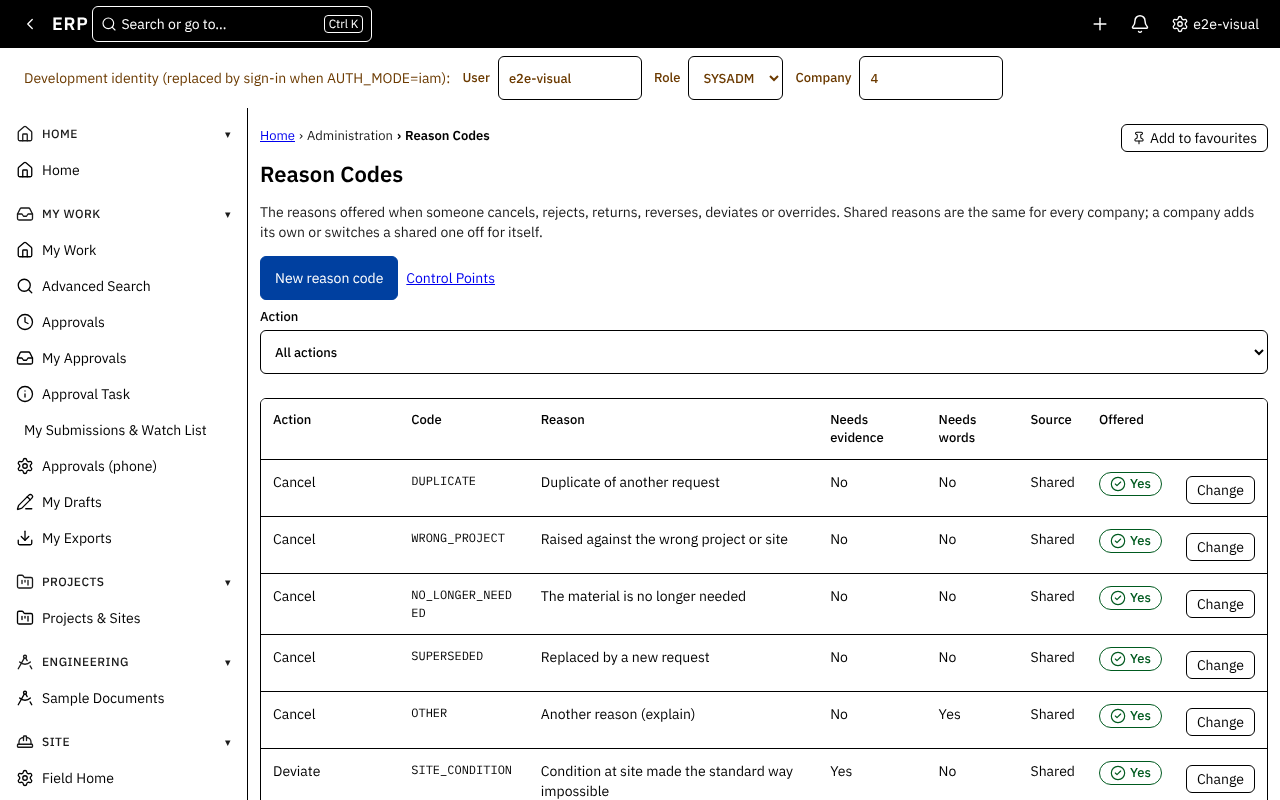 ERP
Search or go to...
Ctrl K
e2e-visual
Development identity (replaced by sign-in when AUTH_MODE=iam): User e2e-visual Role SYSADM Company 4
HOME
Home
MY WORK
My Work
Advanced Search
Approvals
My Approvals
Approval Task
My Submissions & Watch List
Approvals (phone)
My Drafts
My Exports
PROJECTS
Projects & Sites
ENGINEERING
Sample Documents
SITE
Field Home
Home › Administration › Reason Codes
Add to favourites
Reason Codes
The reasons offered when someone cancels, rejects, returns, reverses, deviates or overrides. Shared reasons are the same for every company; a company adds
its own or switches a shared one off for itself.
New reason code
Control Points
Action
All actions
Action Code Reason Needs evidence Needs words Source Offered
Cancel DUPLICATE Duplicate of another request No No Shared Yes Change
Cancel WRONG_PROJECT Raised against the wrong project or site No No Shared Yes Change
Cancel NO_LONGER_NEEDED The material is no longer needed No No Shared Yes Change
Cancel SUPERSEDED Replaced by a new request No No Shared Yes Change
Cancel OTHER Another reason (explain) No Yes Shared Yes Change
Deviate SITE_CONDITION Condition at site made the standard way impossible Yes No Shared Yes Change